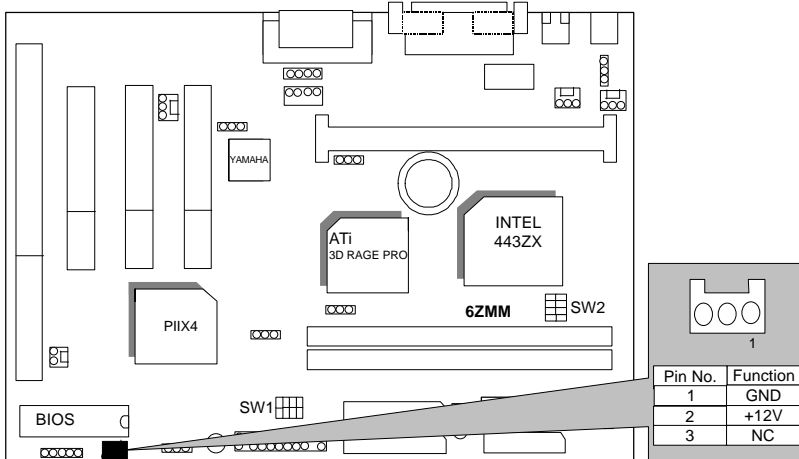 YAMAHA
ATi
3D RAGE PRO
INTEL
443ZX
PIIX4
6ZMM
SW2
SW1
BIOS
1
Pin No. Function
1 GND
2 +12V
3 NC